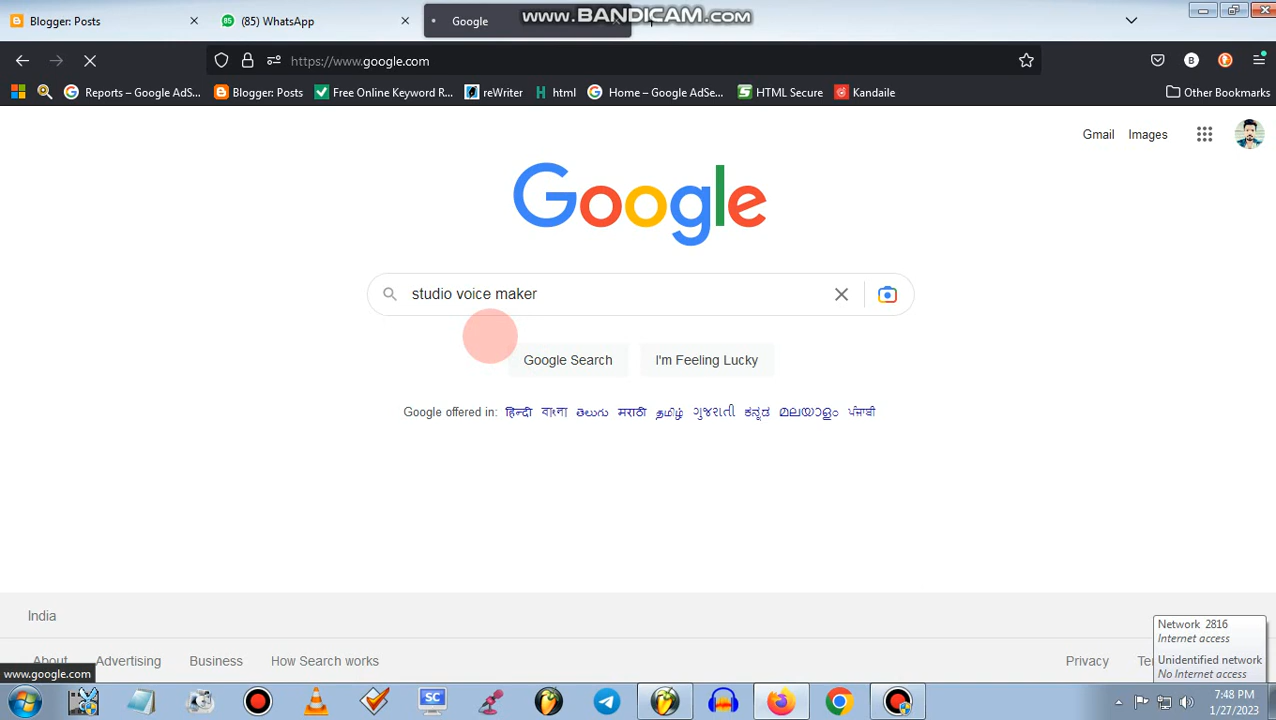 Blogger: Posts
(85) WhatsApp
Google
www.BANDICAM.com
https://www.google.com
Reports – Google AdS...
Blogger: Posts
Free Online Keyword R...
reWriter
html
Home – Google AdSe...
HTML Secure
Kandaile
Other Bookmarks
Gmail
Images
Google
studio voice maker
Google Search
I'm Feeling Lucky
Google offered in: हिन्दी বাংলা తెలుగు मराठी தமிழ் ગુજરાતી ಕನ್ನಡ മലയാളം ਪੰਜਾਬੀ
India
Network 2816
Internet access
Unidentified network
No Internet access
About
Advertising
Business
How Search works
Privacy
www.google.com
SC
7:48 PM
1/27/2023